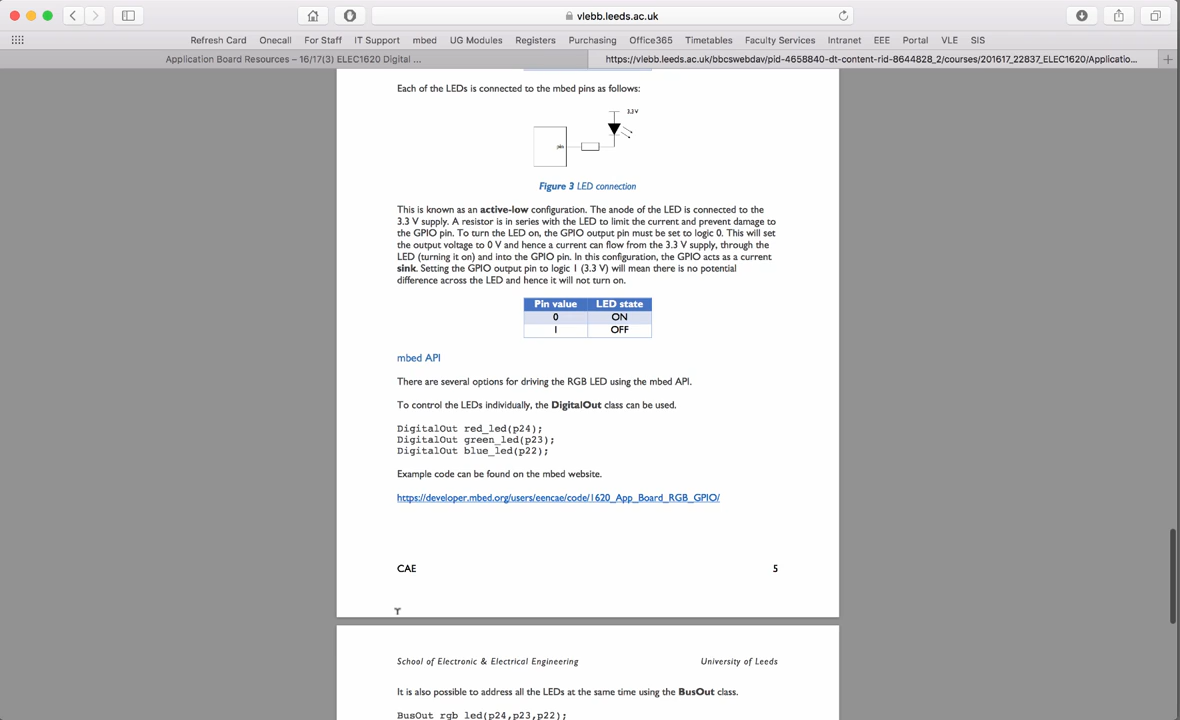 vlebb.leeds.ac.uk
Refresh Card Onecall For Staff IT Support mbed UG Modules Registers Purchasing Office365 Timetables Faculty Services Intranet EEE Portal VLE SIS
Application Board Resources – 16/17(3) ELEC1620 Digital ...
https://vlebb.leeds.ac.uk/bbcswebdav/pid-4658840-dt-content-rid-8644828_2/courses/201617_22837_ELEC1620/Applicatio...
Each of the LEDs is connected to the mbed pins as follows:
3.3 V
pin
Figure 3 LED connection
This is known as an active-low configuration. The anode of the LED is connected to the
3.3 V supply. A resistor is in series with the LED to limit the current and prevent damage to
the GPIO pin. To turn the LED on, the GPIO output pin must be set to logic 0. This will set
the output voltage to 0 V and hence a current can flow from the 3.3 V supply, through the
LED (turning it on) and into the GPIO pin. In this configuration, the GPIO acts as a current
sink. Setting the GPIO output pin to logic 1 (3.3 V) will mean there is no potential
difference across the LED and hence it will not turn on.
Pin value LED state
0 ON
1 OFF
mbed API
There are several options for driving the RGB LED using the mbed API.
To control the LEDs individually, the DigitalOut class can be used.
DigitalOut red_led(p24);
DigitalOut green_led(p23);
DigitalOut blue_led(p22);
Example code can be found on the mbed website.
https://developer.mbed.org/users/eencae/code/1620_App_Board_RGB_GPIO/
CAE 5
School of Electronic & Electrical Engineering University of Leeds
It is also possible to address all the LEDs at the same time using the BusOut class.
BusOut rgb_led(p24,p23,p22);